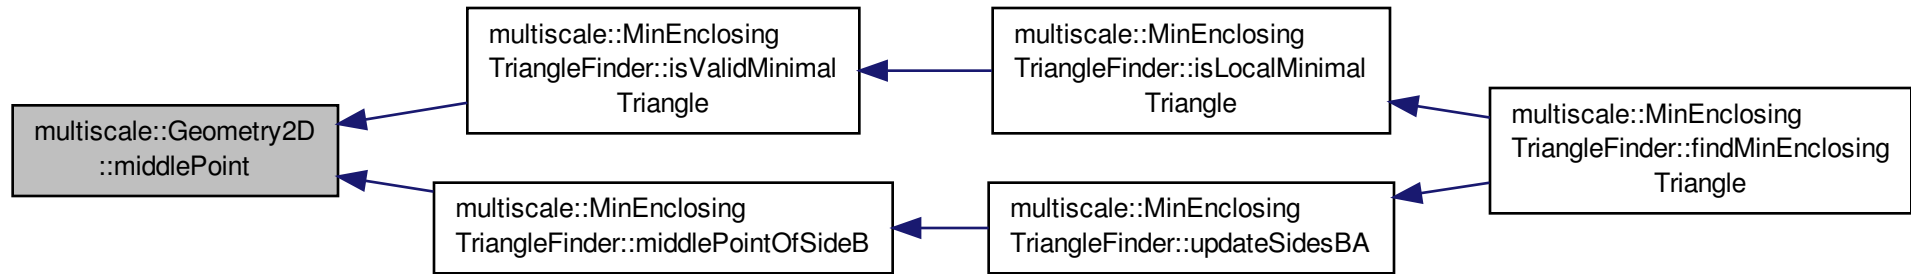 multiscale::Geometry2D
::middlePoint
multiscale::MinEnclosing
TriangleFinder::isValidMinimal
Triangle
multiscale::MinEnclosing
TriangleFinder::isLocalMinimal
Triangle
multiscale::MinEnclosing
TriangleFinder::middlePointOfSideB
multiscale::MinEnclosing
TriangleFinder::updateSidesBA
multiscale::MinEnclosing
TriangleFinder::findMinEnclosing
Triangle